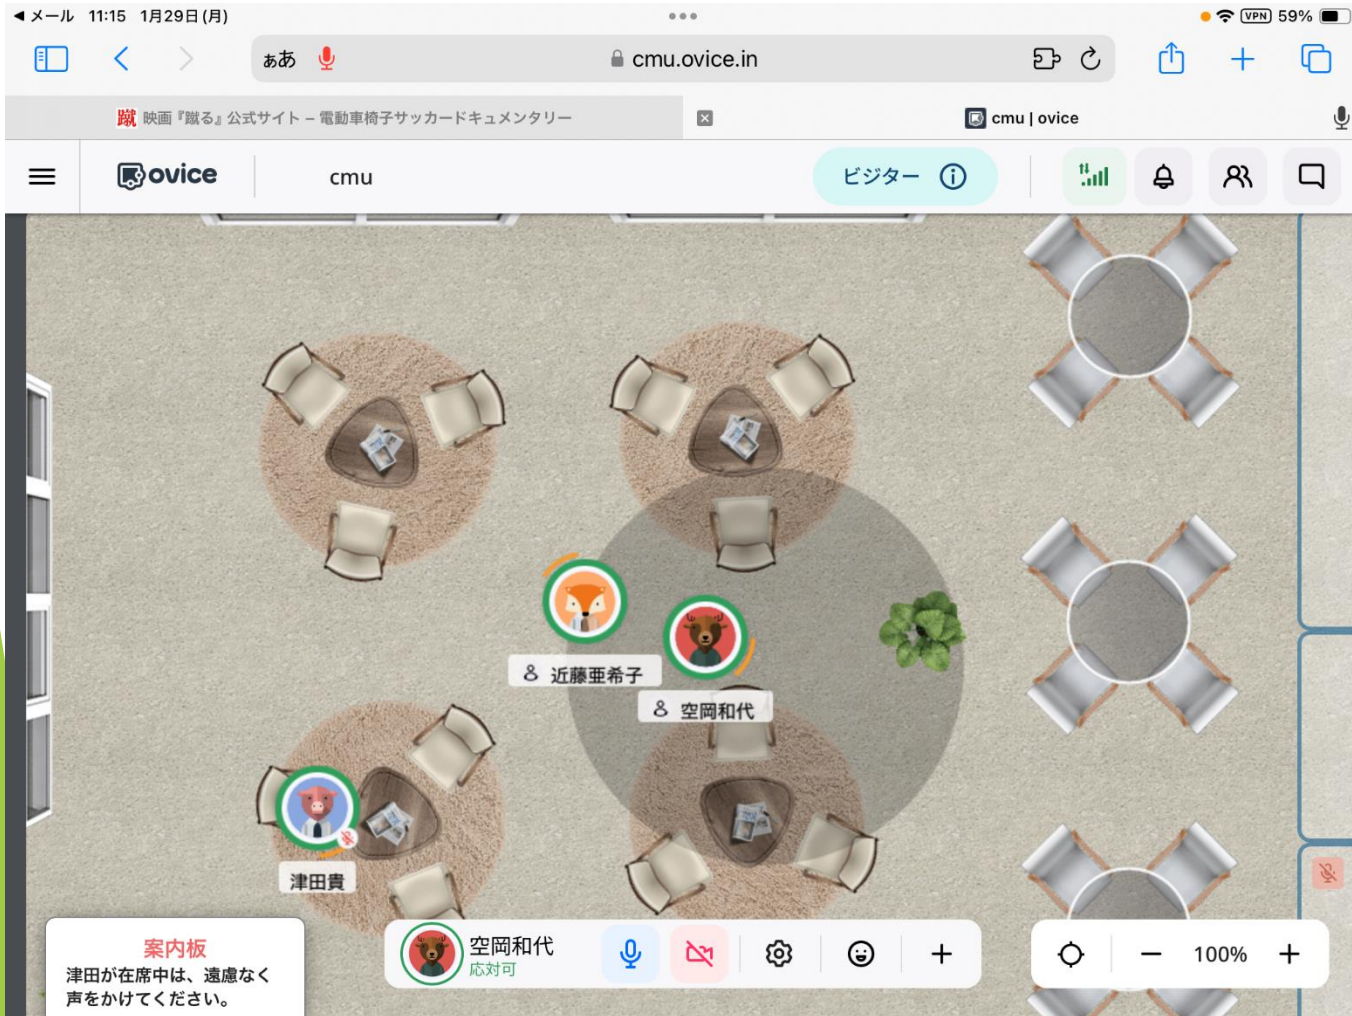 メール 11:15 1月29日(月)
VPN 59%
ぁあ cmu.ovice.in
蹴 映画『蹴る』公式サイト – 電動車椅子サッカードキュメンタリー
cmu | ovice
ovice cmu ビジター
近藤亜希子
空岡和代
津田貴
案内板
津田が在席中は、遠慮なく
声をかけてください。
空岡和代
応対可
100%